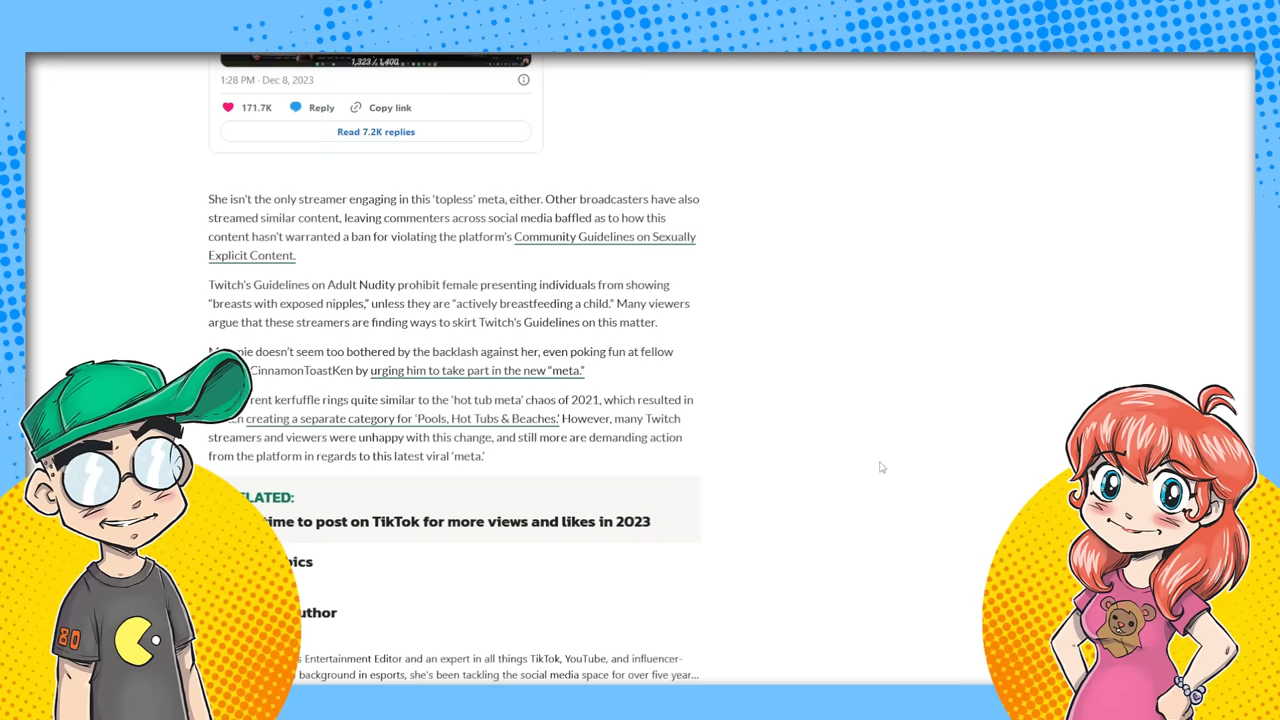 1,323 / 1,400
1:28 PM · Dec 8, 2023
171.7K Reply Copy link
Read 7.2K replies
She isn't the only streamer engaging in this 'topless' meta, either. Other broadcasters have also
streamed similar content, leaving commenters across social media baffled as to how this
content hasn't warranted a ban for violating the platform's Community Guidelines on Sexually
Explicit Content.
Twitch's Guidelines on Adult Nudity prohibit female presenting individuals from showing
“breasts with exposed nipples,” unless they are “actively breastfeeding a child.” Many viewers
argue that these streamers are finding ways to skirt Twitch's Guidelines on this matter.
doesn't seem too bothered by the backlash against her, even poking fun at fellow
CinnamonToastKen by urging him to take part in the new “meta.”
kerfuffle rings quite similar to the 'hot tub meta' chaos of 2021, which resulted in
creating a separate category for 'Pools, Hot Tubs & Beaches.' However, many Twitch
streamers and viewers were unhappy with this change, and still more are demanding action
from the platform in regards to this latest viral 'meta.'
LATED:
time to post on TikTok for more views and likes in 2023
ics
uthor
s Entertainment Editor and an expert in all things TikTok, YouTube, and influencer-
background in esports, she's been tackling the social media space for over five year...
80